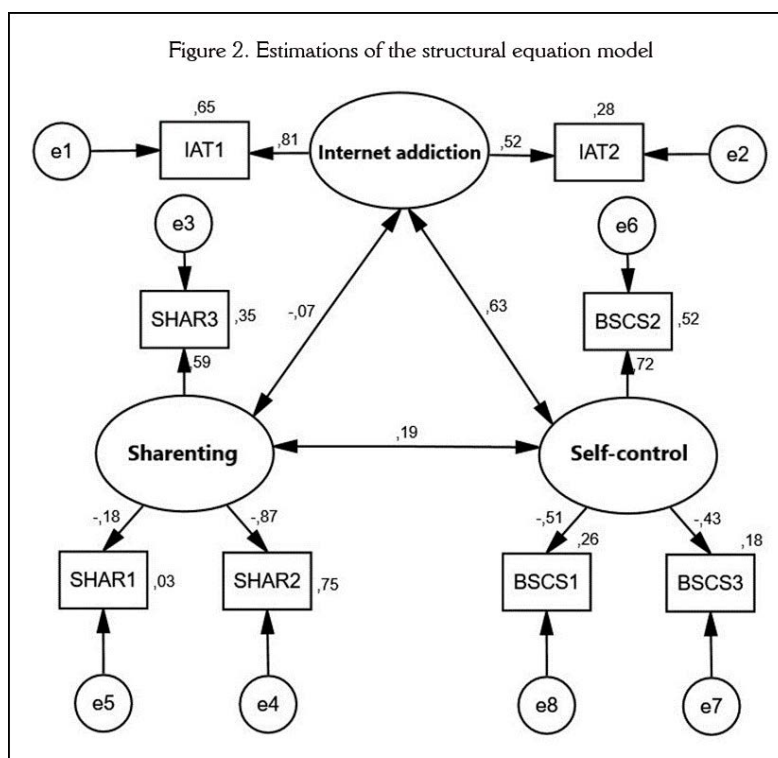 Figure 2. Estimations of the structural equation model
,65
,28
e1
IAT1
,81
Internet addiction
,52
IAT2
e2
e3
e6
SHAR3
,35
-,07
,63
BSCS2
,52
,59
,72
Sharenting
,19
Self-control
-,18
-,87
-,51
-,43
,26
,18
SHAR1
,03
SHAR2
,75
BSCS1
BSCS3
e5
e4
e8
e7